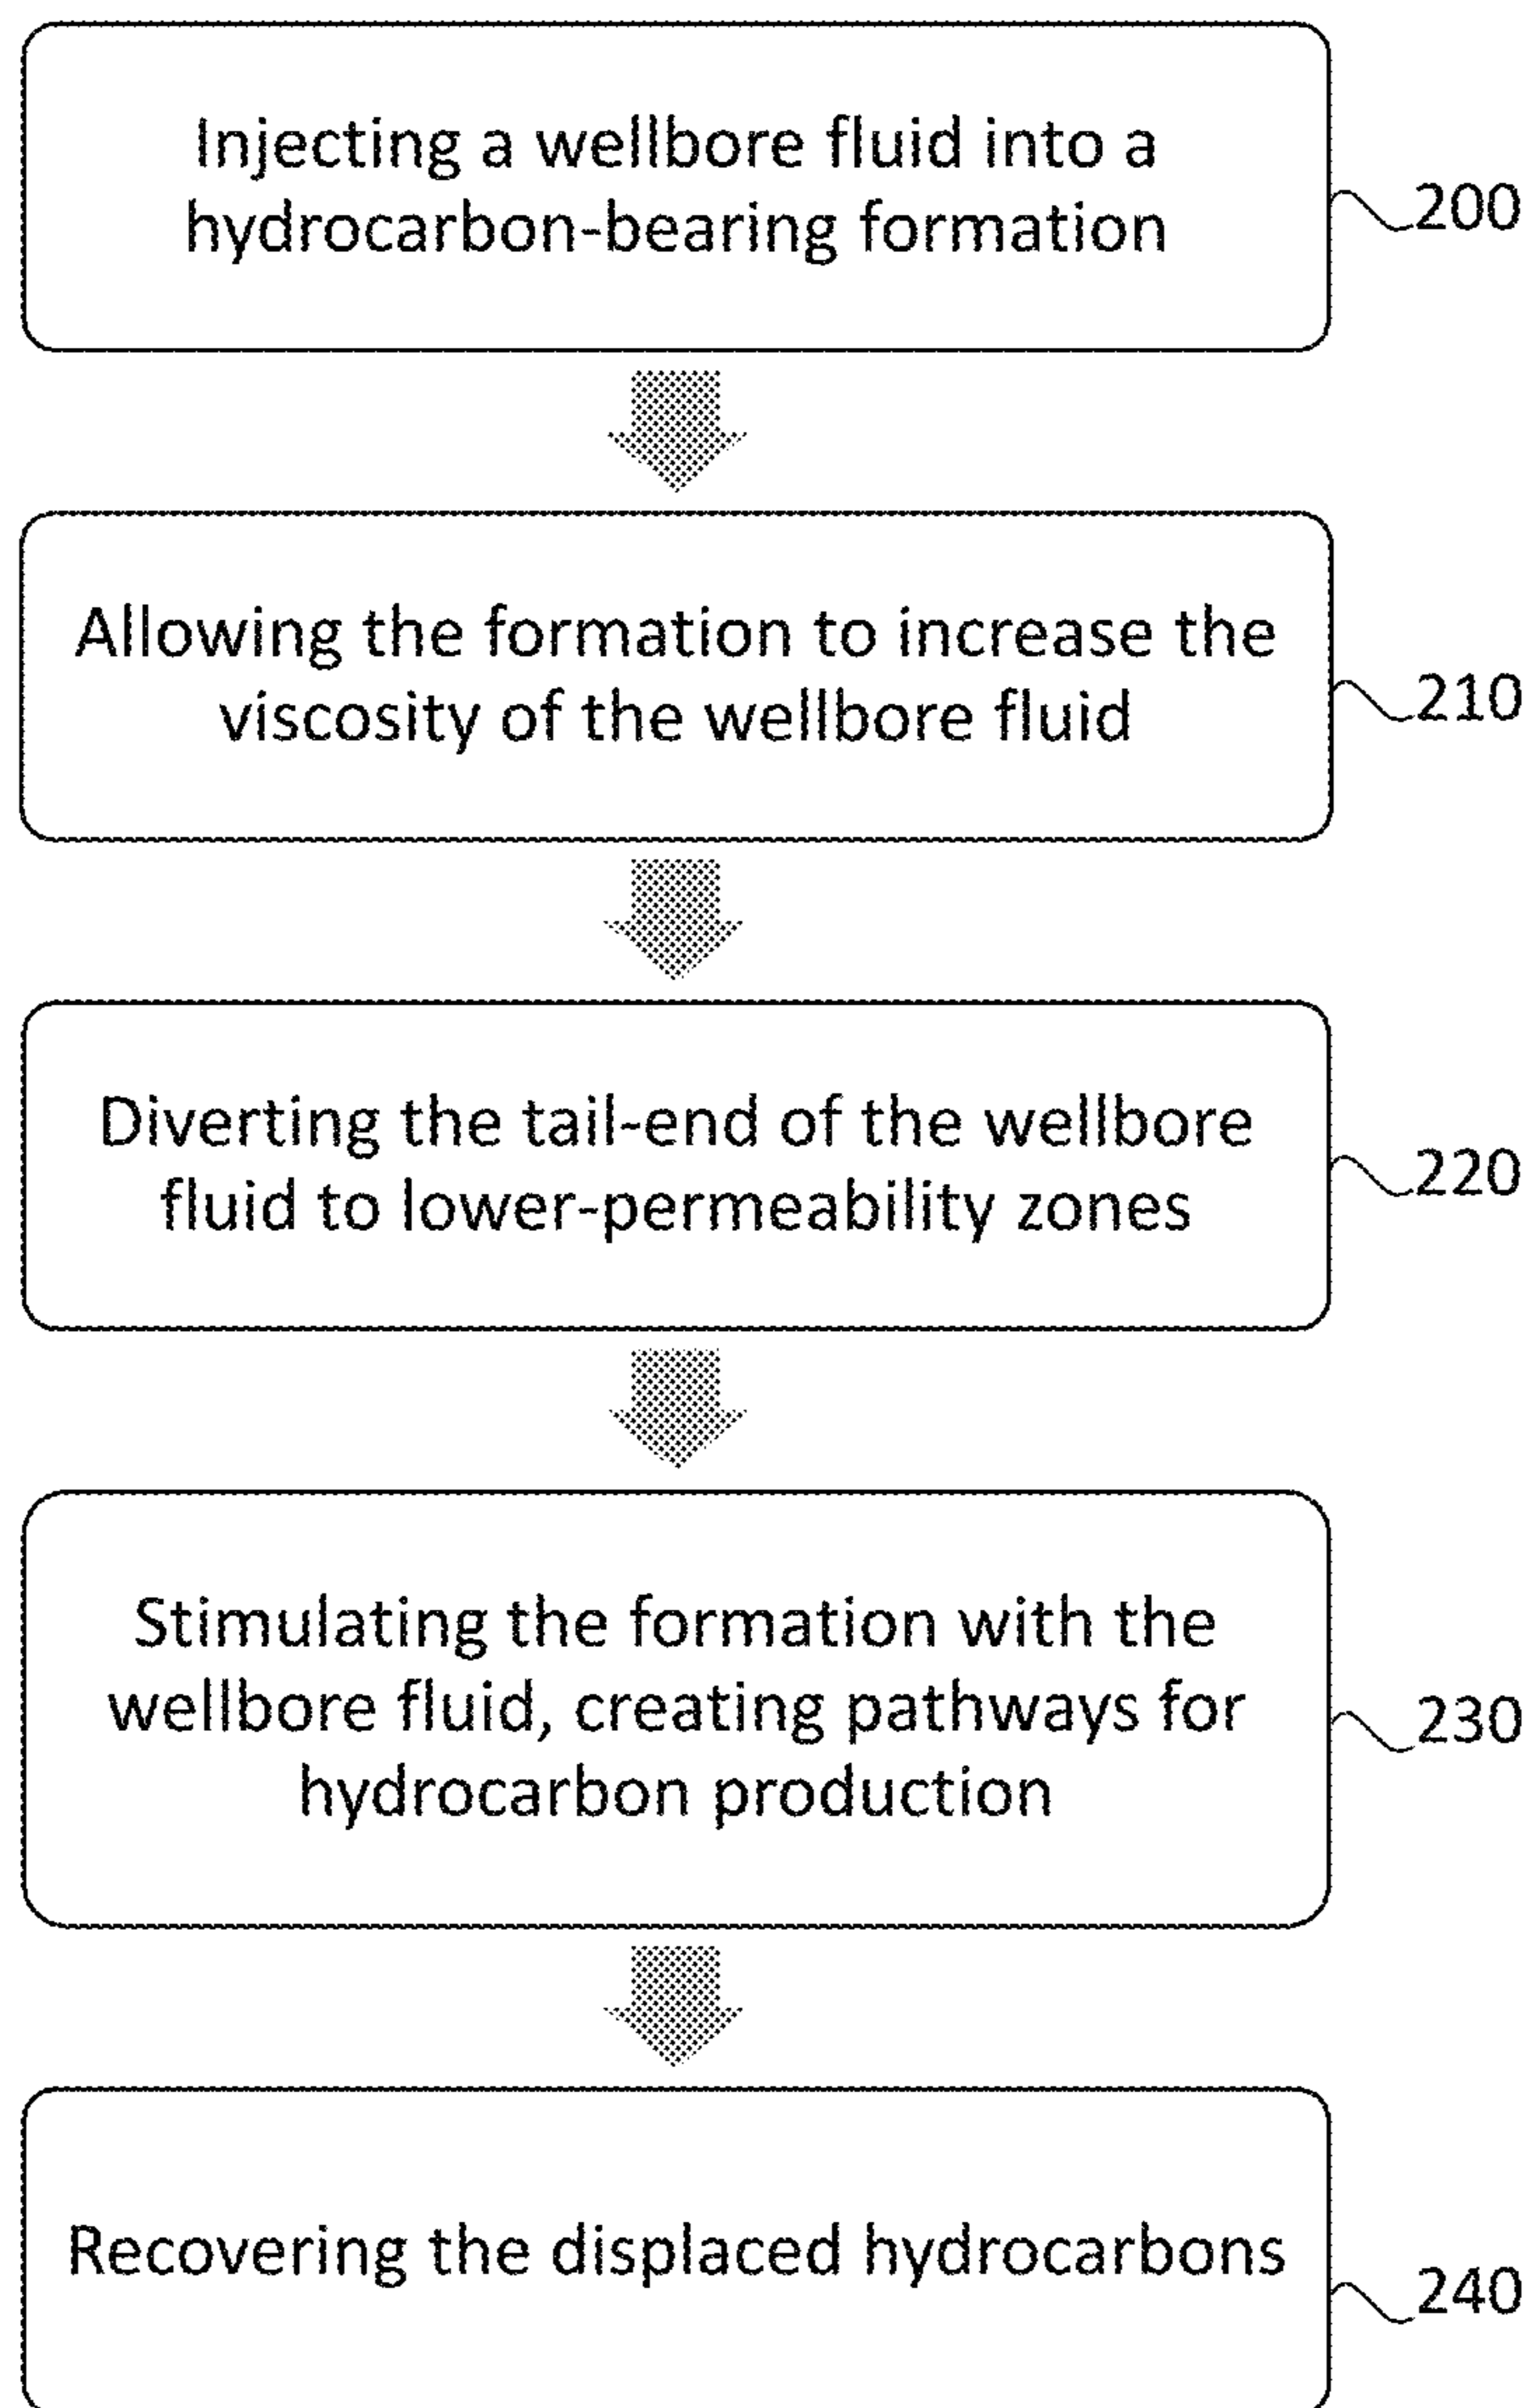 Injecting a wellbore fluid into a
hydrocarbon-bearing formation
200
Allowing the formation to increase the
viscosity of the wellbore fluid
210
Diverting the tail-end of the wellbore
fluid to lower-permeability zones
220
Stimulating the formation with the
wellbore fluid, creating pathways for
hydrocarbon production
230
Recovering the displaced hydrocarbons
240